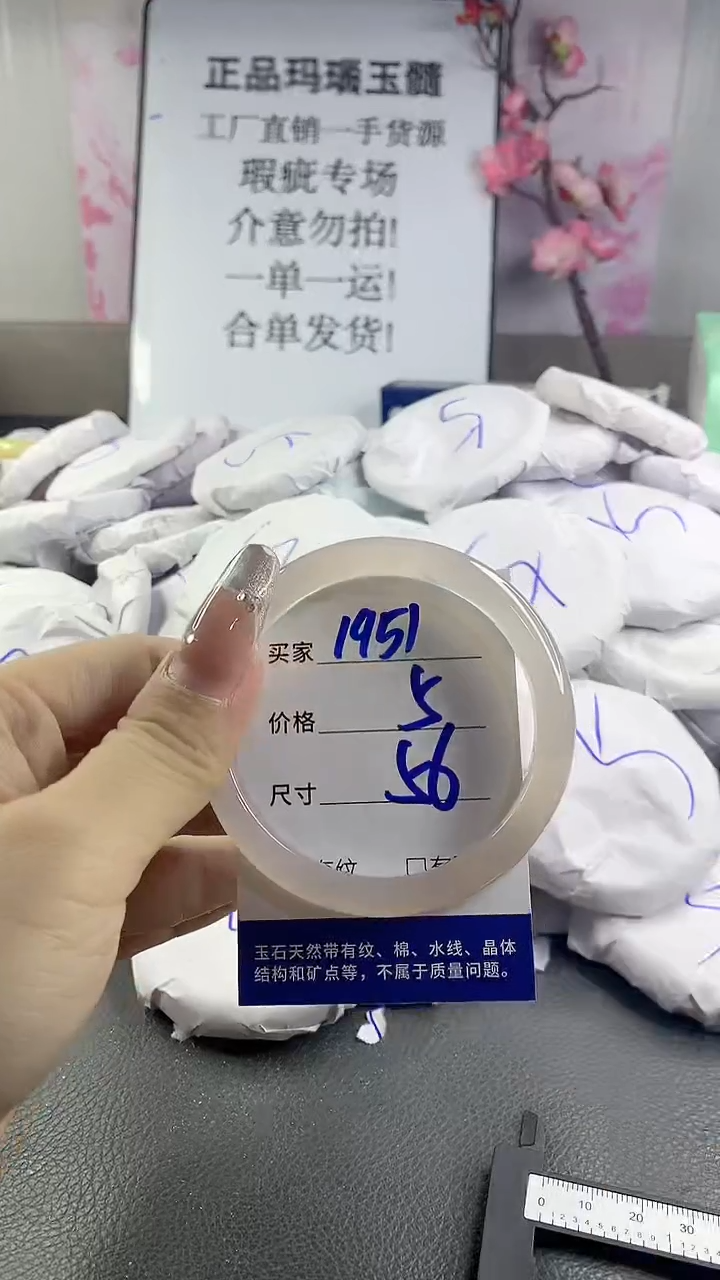 正品玛瑙玉髓
工厂直销一手货源
瑕疵专场
介意勿拍!
一单一运!
合单发货!
买家 1951
价格 5
尺寸 56
玉石天然带有纹、棉、水线、晶体
结构和矿点等，不属于质量问题。
0 10 20 30